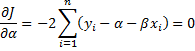 ∂J/∂α = −2 ∑_{i=1}^{n} (y_i − α − βx_i) = 0